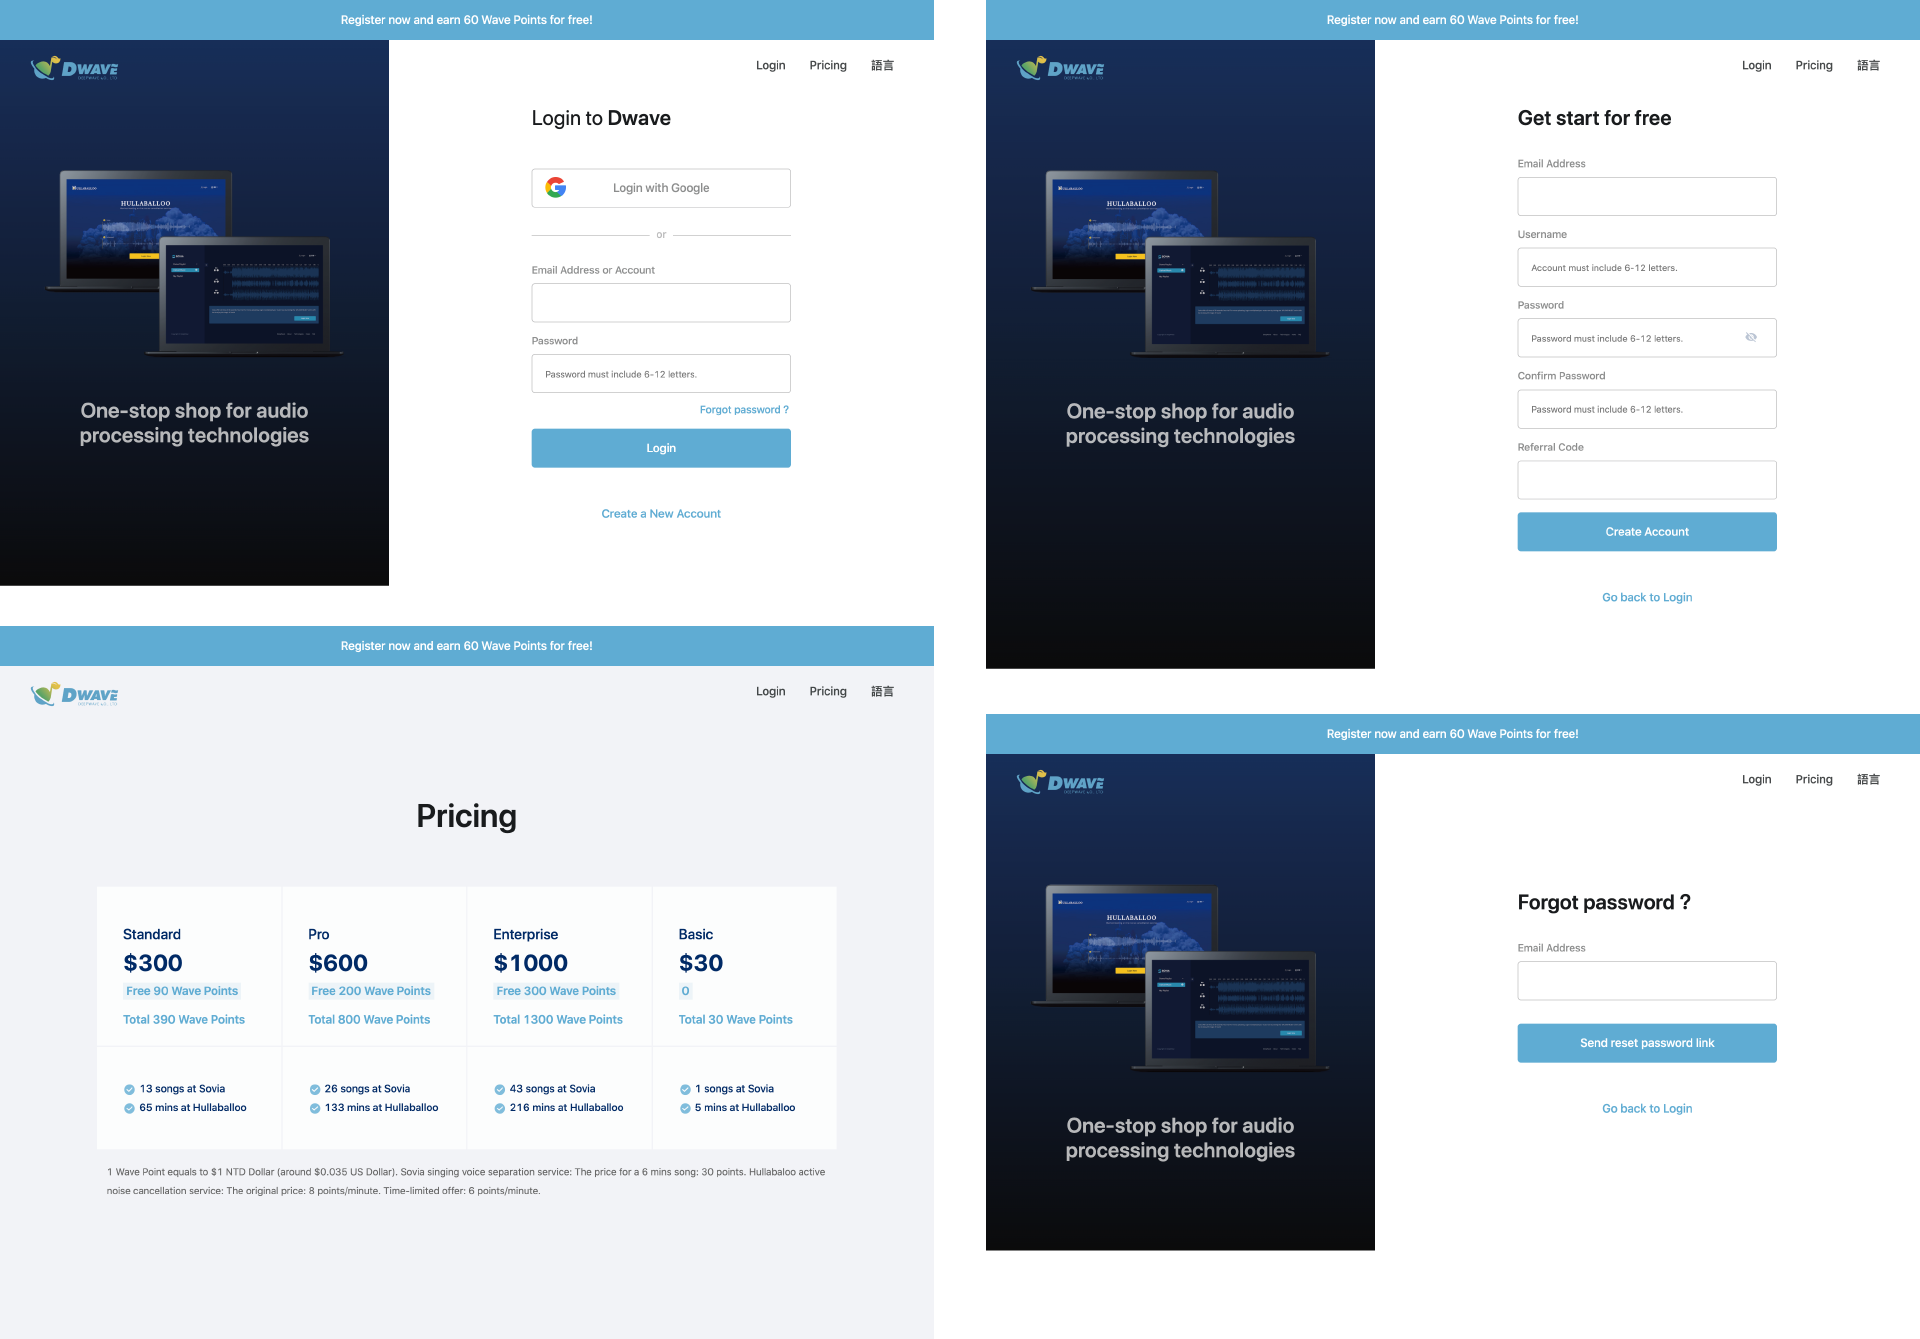 Register now and earn 60 Wave Points for free!
DWAVE
Login
Pricing
語言
Login to Dwave
Login with Google
or
Email Address or Account
Password
Password must include 6-12 letters.
Forgot password ?
Login
Create a New Account
HULLABALLOO
One-stop shop for audio
processing technologies
Register now and earn 60 Wave Points for free!
DWAVE
Login
Pricing
語言
Get start for free
Email Address
Username
Account must include 6-12 letters.
Password
Password must include 6-12 letters.
Confirm Password
Password must include 6-12 letters.
Referral Code
Create Account
Go back to Login
HULLABALLOO
One-stop shop for audio
processing technologies
Register now and earn 60 Wave Points for free!
DWAVE
Login
Pricing
語言
Pricing
Standard
$300
Free 90 Wave Points
Total 390 Wave Points
13 songs at Sovia
65 mins at Hullaballoo
Pro
$600
Free 200 Wave Points
Total 800 Wave Points
26 songs at Sovia
133 mins at Hullaballoo
Enterprise
$1000
Free 300 Wave Points
Total 1300 Wave Points
43 songs at Sovia
216 mins at Hullaballoo
Basic
$30
0
Total 30 Wave Points
1 songs at Sovia
5 mins at Hullaballoo
1 Wave Point equals to $1 NTD Dollar (around $0.035 US Dollar). Sovia singing voice separation service: The price for a 6 mins song: 30 points. Hullabaloo active
noise cancellation service: The original price: 8 points/minute. Time-limited offer: 6 points/minute.
Register now and earn 60 Wave Points for free!
DWAVE
Login
Pricing
語言
Forgot password ?
Email Address
Send reset password link
Go back to Login
HULLABALLOO
One-stop shop for audio
processing technologies